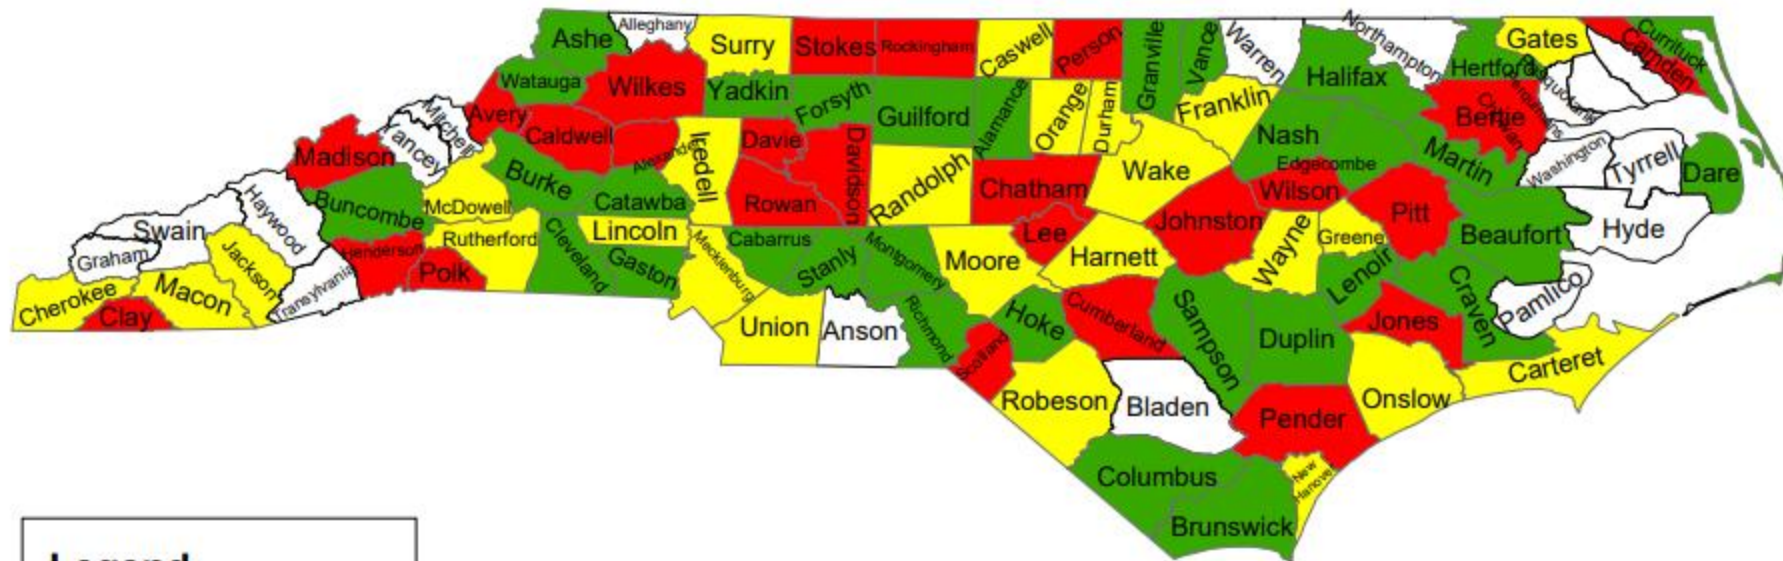 Ashe
Alleghany
Surry
Stokes
Rockingham
Caswell
Person
Granville
Vance
Warren
Northampton
Halifax
Hertford
Gates
Camden
Currituck
Pasquotank
Perquimans
Chowan
Watauga
Wilkes
Yadkin
Forsyth
Guilford
Alamance
Orange
Durham
Franklin
Nash
Bertie
Avery
Mitchell
Yancey
Caldwell
Alexander
Iredell
Davie
Davidson
Randolph
Chatham
Wake
Edgecombe
Martin
Washington
Tyrrell
Dare
Madison
Burke
Catawba
Rowan
Wilson
Pitt
Buncombe
McDowell
Haywood
Swain
Graham
Jackson
Henderson
Rutherford
Cleveland
Lincoln
Gaston
Mecklenburg
Cabarrus
Stanly
Montgomery
Moore
Lee
Harnett
Johnston
Wayne
Greene
Beaufort
Hyde
Lenoir
Craven
Pamlico
Cherokee
Macon
Clay
Transylvania
Polk
Union
Anson
Richmond
Scotland
Hoke
Cumberland
Sampson
Duplin
Jones
Carteret
Onslow
Robeson
Bladen
Pender
Columbus
Brunswick
New
Hanover
Legend